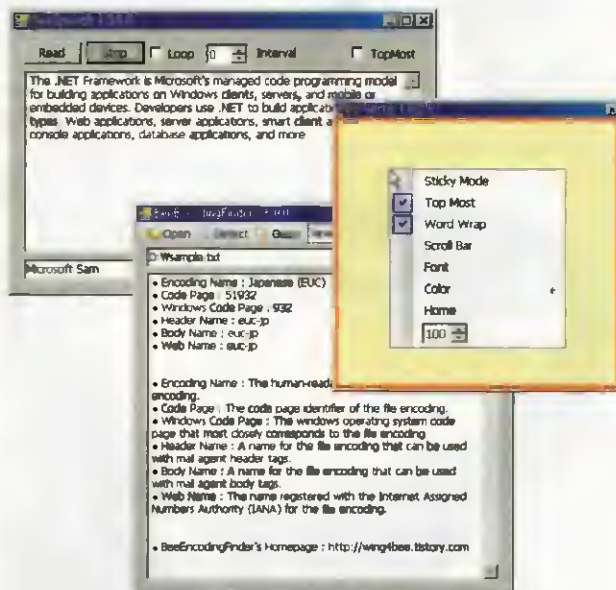 Read Stop Loop 0 Interval TopMost
The .NET Framework is Microsoft's managed code programming model
for building applications on Windows clients, servers, and mobile or
embedded devices. Developers use .NET to build
types. Web applications, server applications, smart client
console applications, database applications, and more
Microsoft Sam
Open Detect
D:₩sample.txt
• Encoding Name : Japanese (EUC)
• Code Page : 51932
• Windows Code Page : 932
• Header Name : euc-jp
• Body Name : euc-jp
• Web Name : euc-jp
• Encoding Name : The
encoding.
• Code Page : The code page identifier of the file encoding.
• Windows Code Page : The windows operating system code
page that most closely corresponds to the file encoding
• Header Name : A name for the file encoding that can be used
with mail agent header tags.
• Body Name : A name for the file encoding that can be used
with mail agent body tags.
• Web Name : The name registered with the Internet Assigned
Numbers Authority (IANA) for the file encoding.
• BeeEncodingFinder's Homepage : http://wing4bee.tistory.com
Sticky Mode
Top Most
Word Wrap
Scroll Bar
Font
Color
Home
100